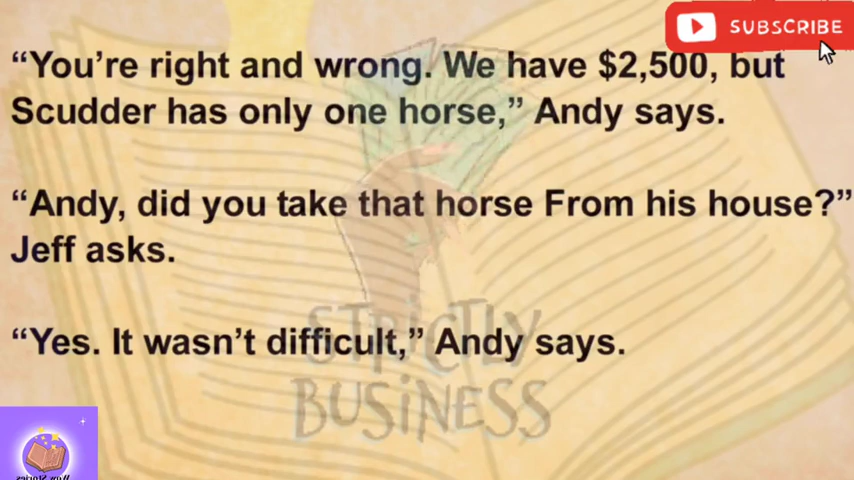 SUBSCRIBE
“You’re right and wrong. We have $2,500, but
Scudder has only one horse,” Andy says.
“Andy, did you take that horse From his house?”
Jeff asks.
“Yes. It wasn’t difficult,” Andy says.
STRiCTLY
BUSiNESS